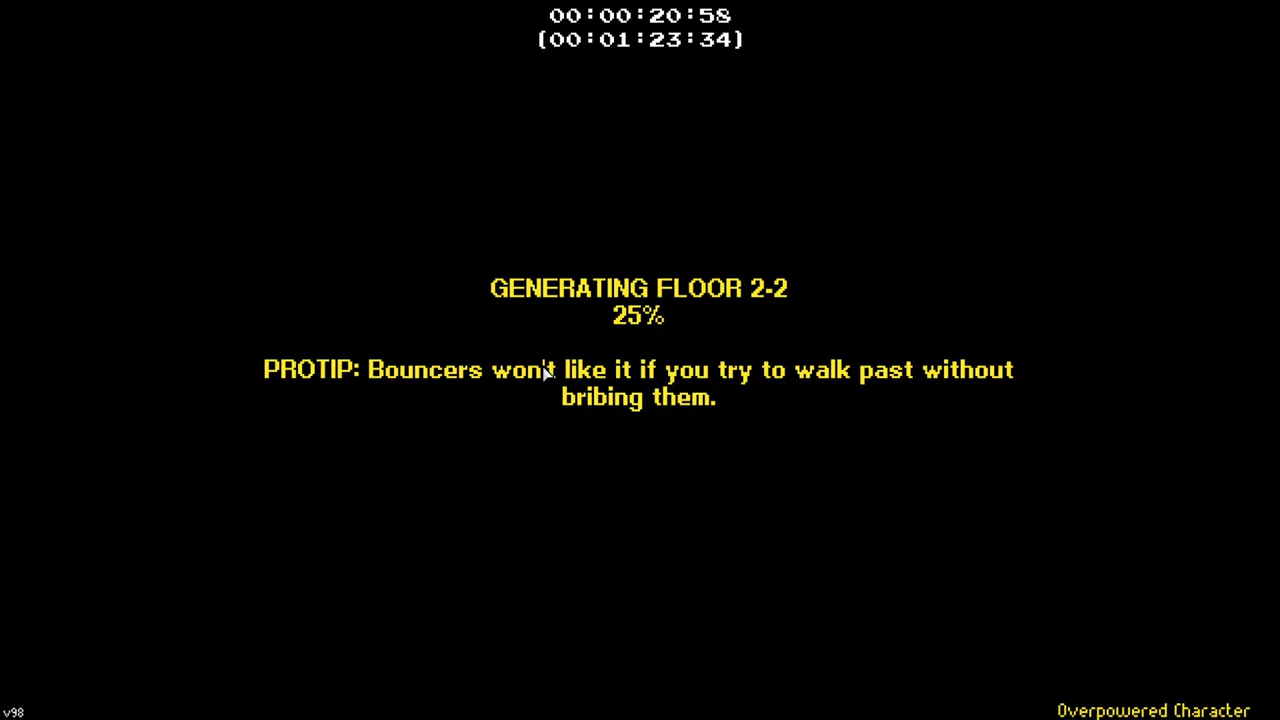 00:00:20:58
(00:01:23:34)
GENERATING FLOOR 2-2
25%
PROTIP: Bouncers won't like it if you try to walk past without
bribing them.
v98
Overpowered Character